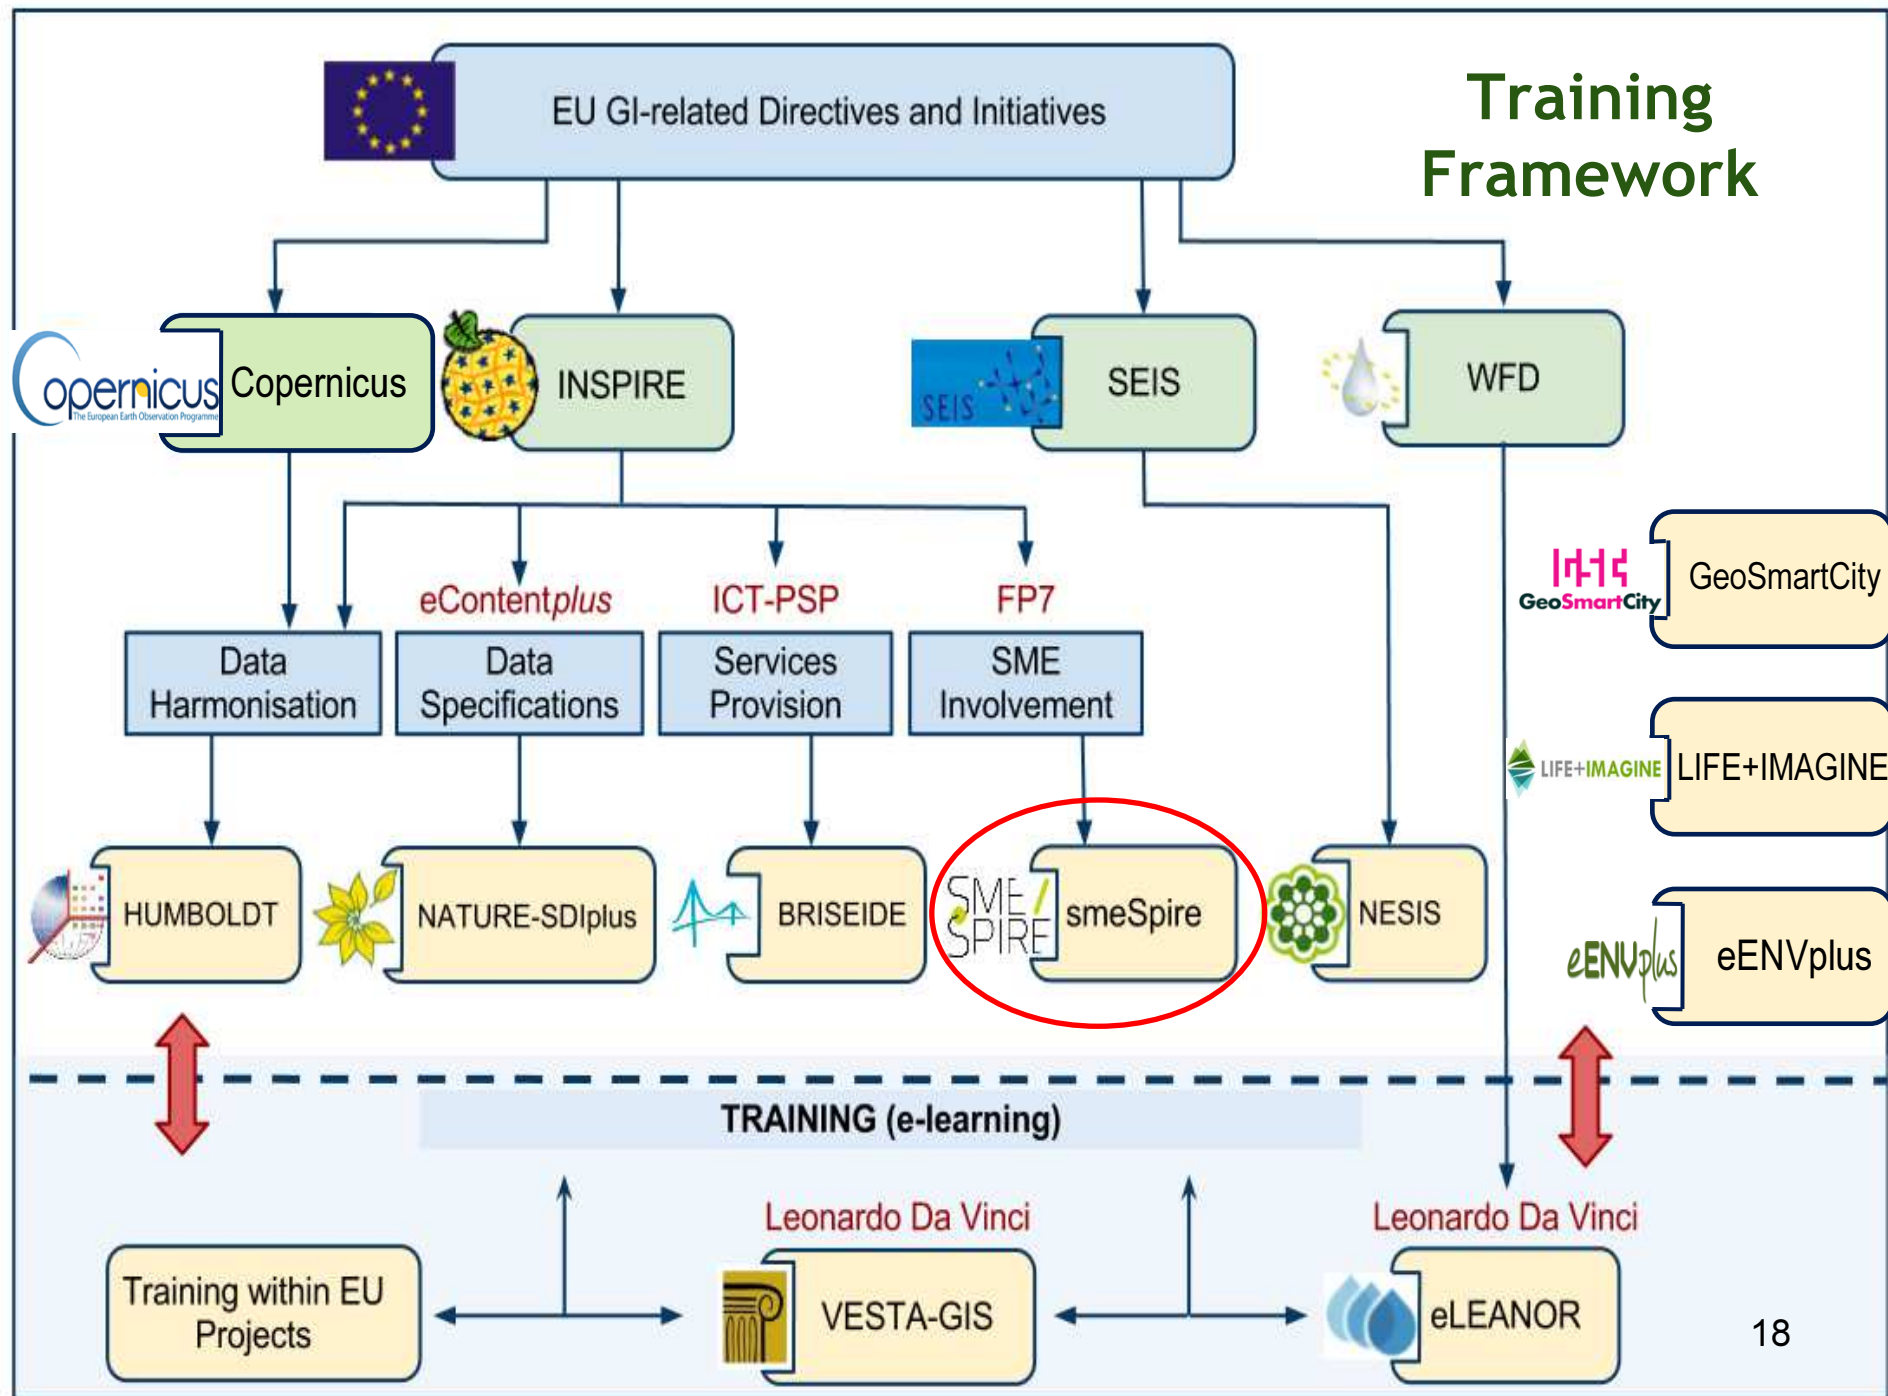 Training
Framework
EU GI-related Directives and Initiatives
opernicus
The European Earth Observation Programme
Copernicus
INSPIRE
SEIS
SEIS
WFD
GeoSmartCity
GeoSmartCity
eContentplus
ICT-PSP
FP7
Data
Harmonisation
Data
Specifications
Services
Provision
SME
Involvement
LIFE+IMAGINE
LIFE+IMAGINE
HUMBOLDT
NATURE-SDIplus
BRISEIDE
SME/
SPIRE
smeSpire
NESIS
eENVplus
eENVplus
TRAINING (e-learning)
Leonardo Da Vinci
Leonardo Da Vinci
Training within EU
Projects
VESTA-GIS
eLEANOR
18